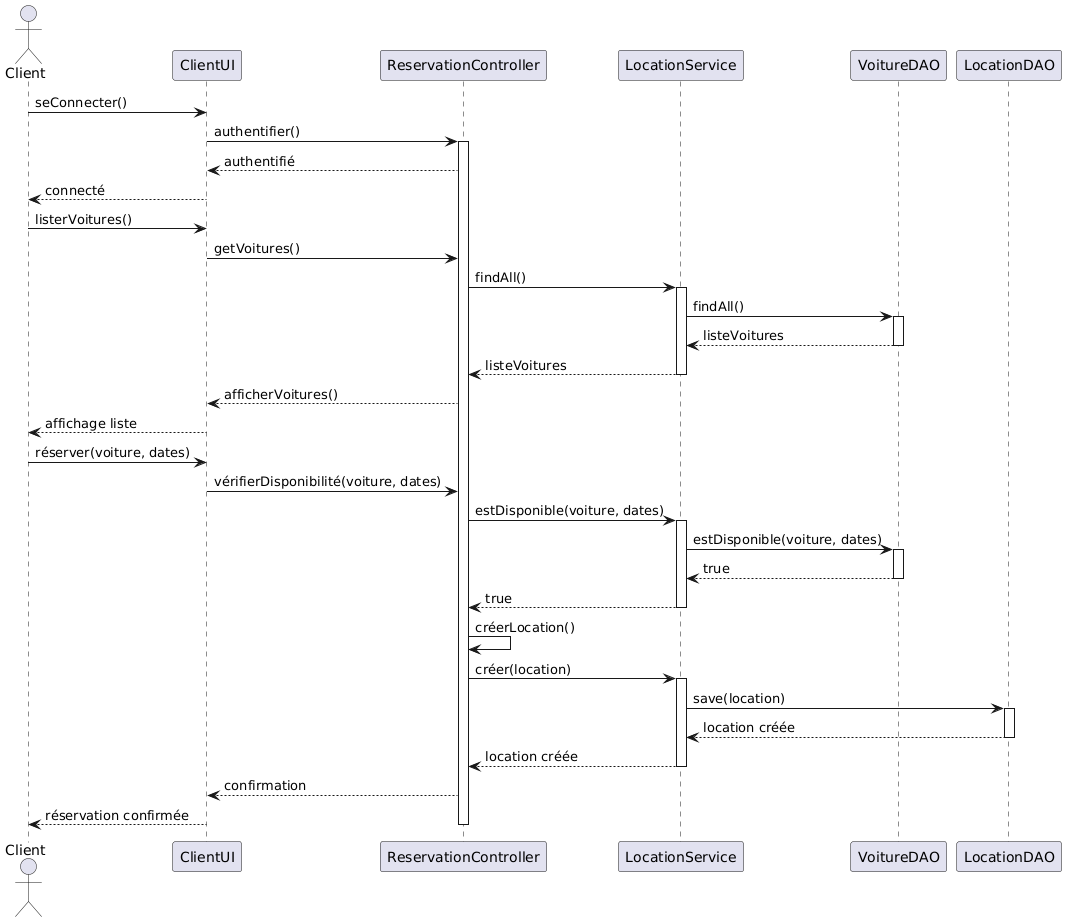 Client
ClientUI
ReservationController
LocationService
VoitureDAO
LocationDAO
seConnecter()
authentifier()
authentifié
connecté
listerVoitures()
getVoitures()
findAll()
findAll()
listeVoitures
listeVoitures
afficherVoitures()
affichage liste
réserver(voiture, dates)
vérifierDisponibilité(voiture, dates)
estDisponible(voiture, dates)
estDisponible(voiture, dates)
true
true
créerLocation()
créer(location)
save(location)
location créée
location créée
confirmation
réservation confirmée
Client
ClientUI
ReservationController
LocationService
VoitureDAO
LocationDAO